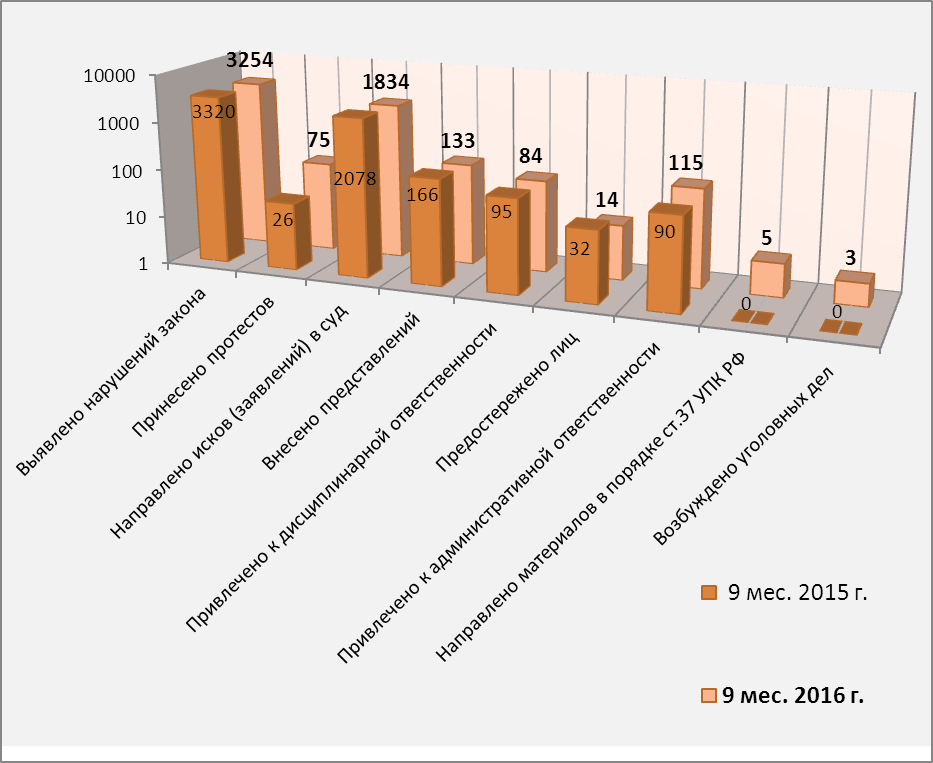 10000
1000
100
10
1
3320
3254
26
75
2078
1834
166
133
95
84
32
14
90
115
0
5
0
3
Выявлено нарушений закона
Принесено протестов
Направлено исков (заявлений) в суд
Внесено представлений
Привлечено к дисциплинарной ответственности
Предостережено лиц
Привлечено к административной ответственности
Направлено материалов в порядке ст.37 УПК РФ
Возбуждено уголовных дел
9 мес. 2015 г.
9 мес. 2016 г.